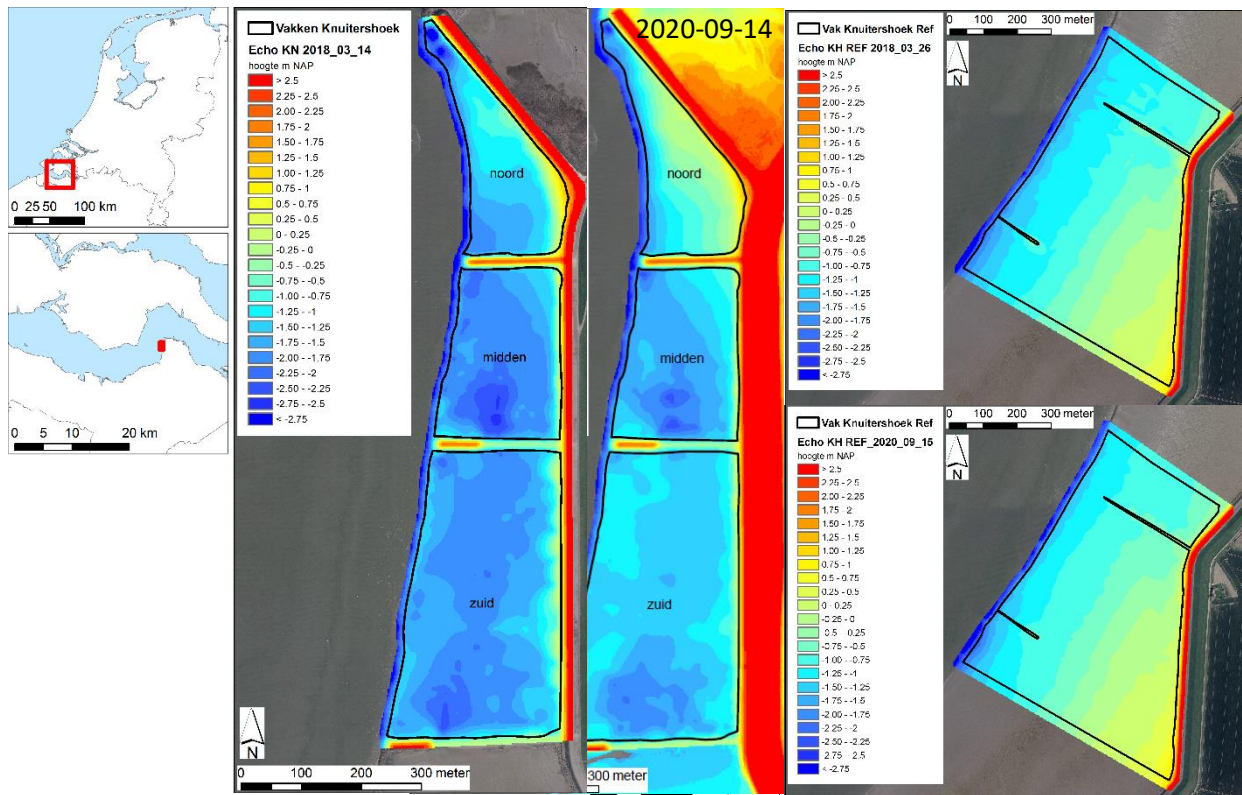 0 25 50 100 km
0 5 10 20 km
Vakken Knuitershoek
Echo KN 2018_03_14
hoogte m NAP
> 2.5
2.25 - 2.5
2.00 - 2.25
1.75 - 2
1.50 - 1.75
1.25 - 1.5
1.00 - 1.25
0.75 - 1
0.5 - 0.75
0.25 - 0.5
0 - 0.25
-0.25 - 0
-0.5 - -0.25
-0.75 - -0.5
-1.00 - -0.75
-1.25 - -1
-1.50 - -1.25
-1.75 - -1.5
-2.00 - -1.75
-2.25 - -2
-2.50 - -2.25
-2.75 - -2.5
< -2.75
noord
midden
zuid
N
0 100 200 300 meter
2020-09-14
noord
midden
zuid
300 meter
Vak Knuitershoek Ref
Echo KH REF 2018_03_26
hoogte m NAP
> 2.5
2.25 - 2.5
2.00 - 2.25
1.75 - 2
1.50 - 1.75
1.25 - 1.5
1.00 - 1.25
0.75 - 1
0.5 - 0.75
0.25 - 0.5
0 - 0.25
-0.25 - 0
-0.5 - -0.25
-0.75 - -0.5
-1.00 - -0.75
-1.25 - -1
-1.50 - -1.25
-1.75 - -1.5
-2.00 - -1.75
-2.25 - -2
-2.50 - -2.25
-2.75 - -2.5
< -2.75
0 100 200 300 meter
N
Vak Knuitershoek Ref
Echo KH REF_2020_09_15
hoogte m NAP
> 2.5
2.25 - 2.5
2.00 - 2.25
1.75 - 2
1.50 - 1.75
1.25 - 1.5
1.00 - 1.25
0.75 - 1
0.5 - 0.75
0.25 - 0.5
0 - 0.25
-0.25 - 0
-0.5 - -0.25
-0.75 - -0.5
-1.00 - -0.75
-1.25 - -1
-1.50 - -1.25
-1.75 - -1.5
-2.00 - -1.75
-2.25 - -2
-2.50 - -2.25
-2.75 - -2.5
< -2.75
0 100 200 300 meter
N